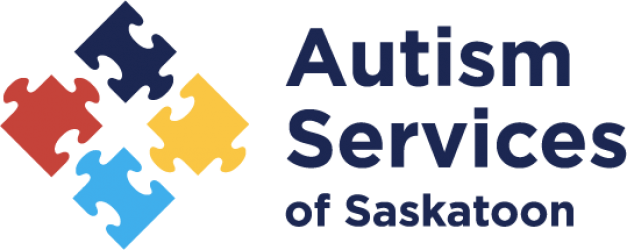 Autism
Services
of Saskatoon